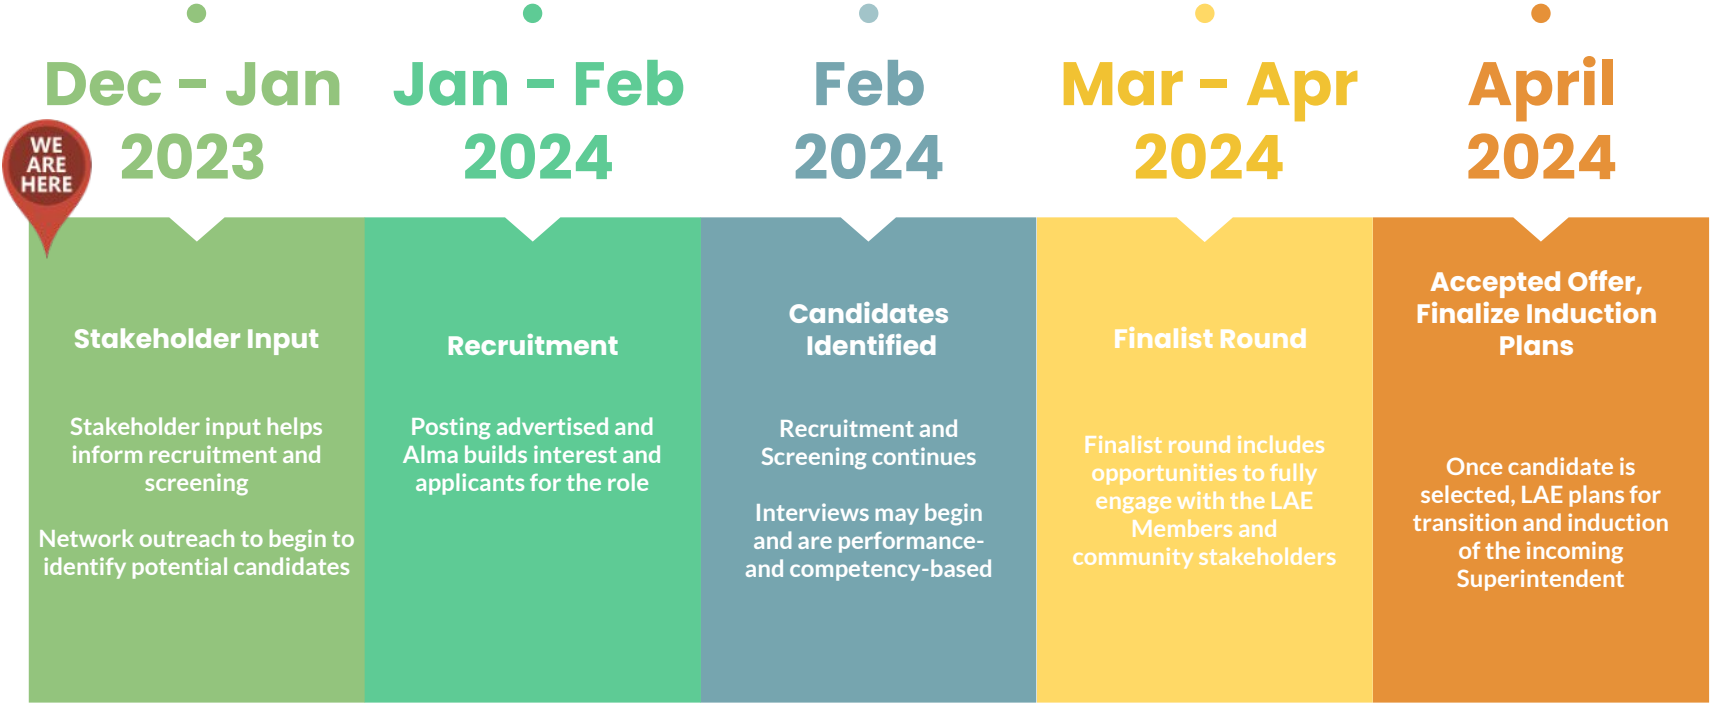 Dec - Jan
2023
Jan - Feb
2024
Feb
2024
Mar - Apr
2024
April
2024
WE
ARE
HERE
Stakeholder Input
Stakeholder input helps
inform recruitment and
screening
Network outreach to begin to
identify potential candidates
Recruitment
Posting advertised and
Alma builds interest and
applicants for the role
Candidates
Identified
Recruitment and
Screening continues
Interviews may begin
and are performance-
and competency-based
Finalist Round
Finalist round includes
opportunities to fully
engage with the LAE
Members and
community stakeholders
Accepted Offer,
Finalize Induction
Plans
Once candidate is
selected, LAE plans for
transition and induction
of the incoming
Superintendent